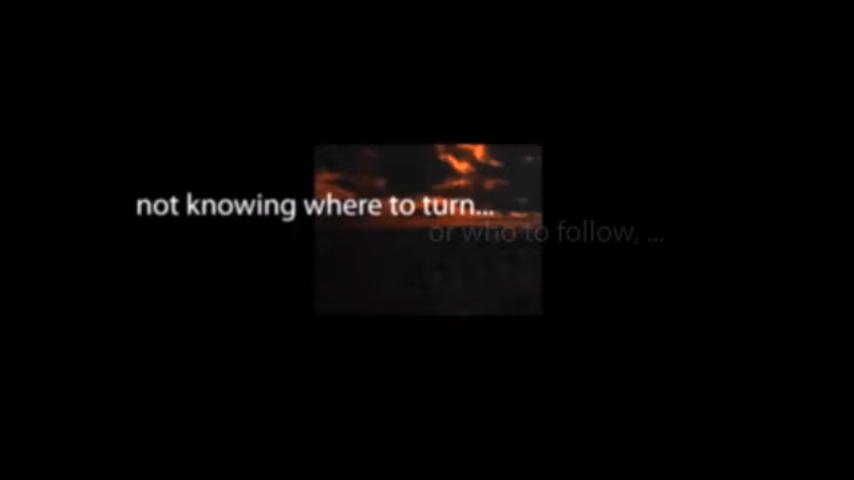 not knowing where to turn...
or who to follow, ...